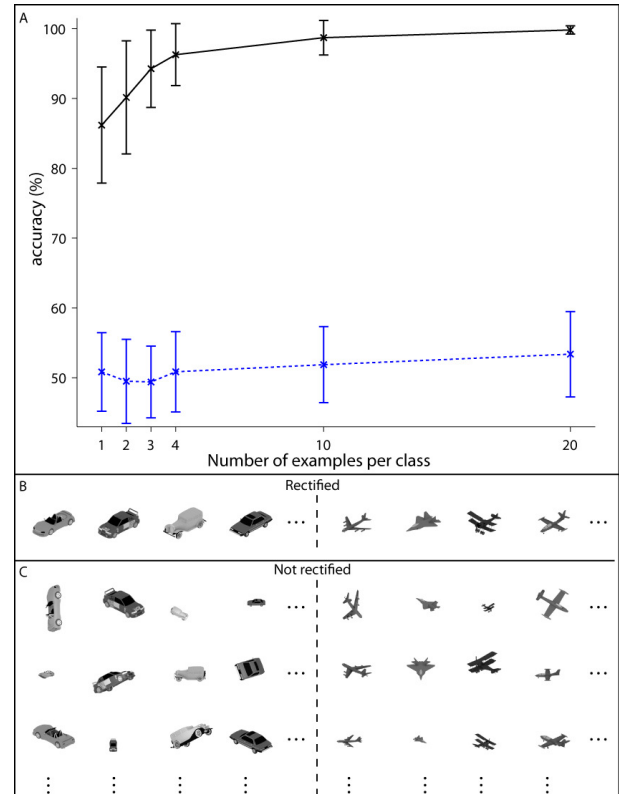 A
100
90
80
70
60
50
accuracy (%)
1 2 3 4 10 20
Number of examples per class
B
Rectified
C
Not rectified